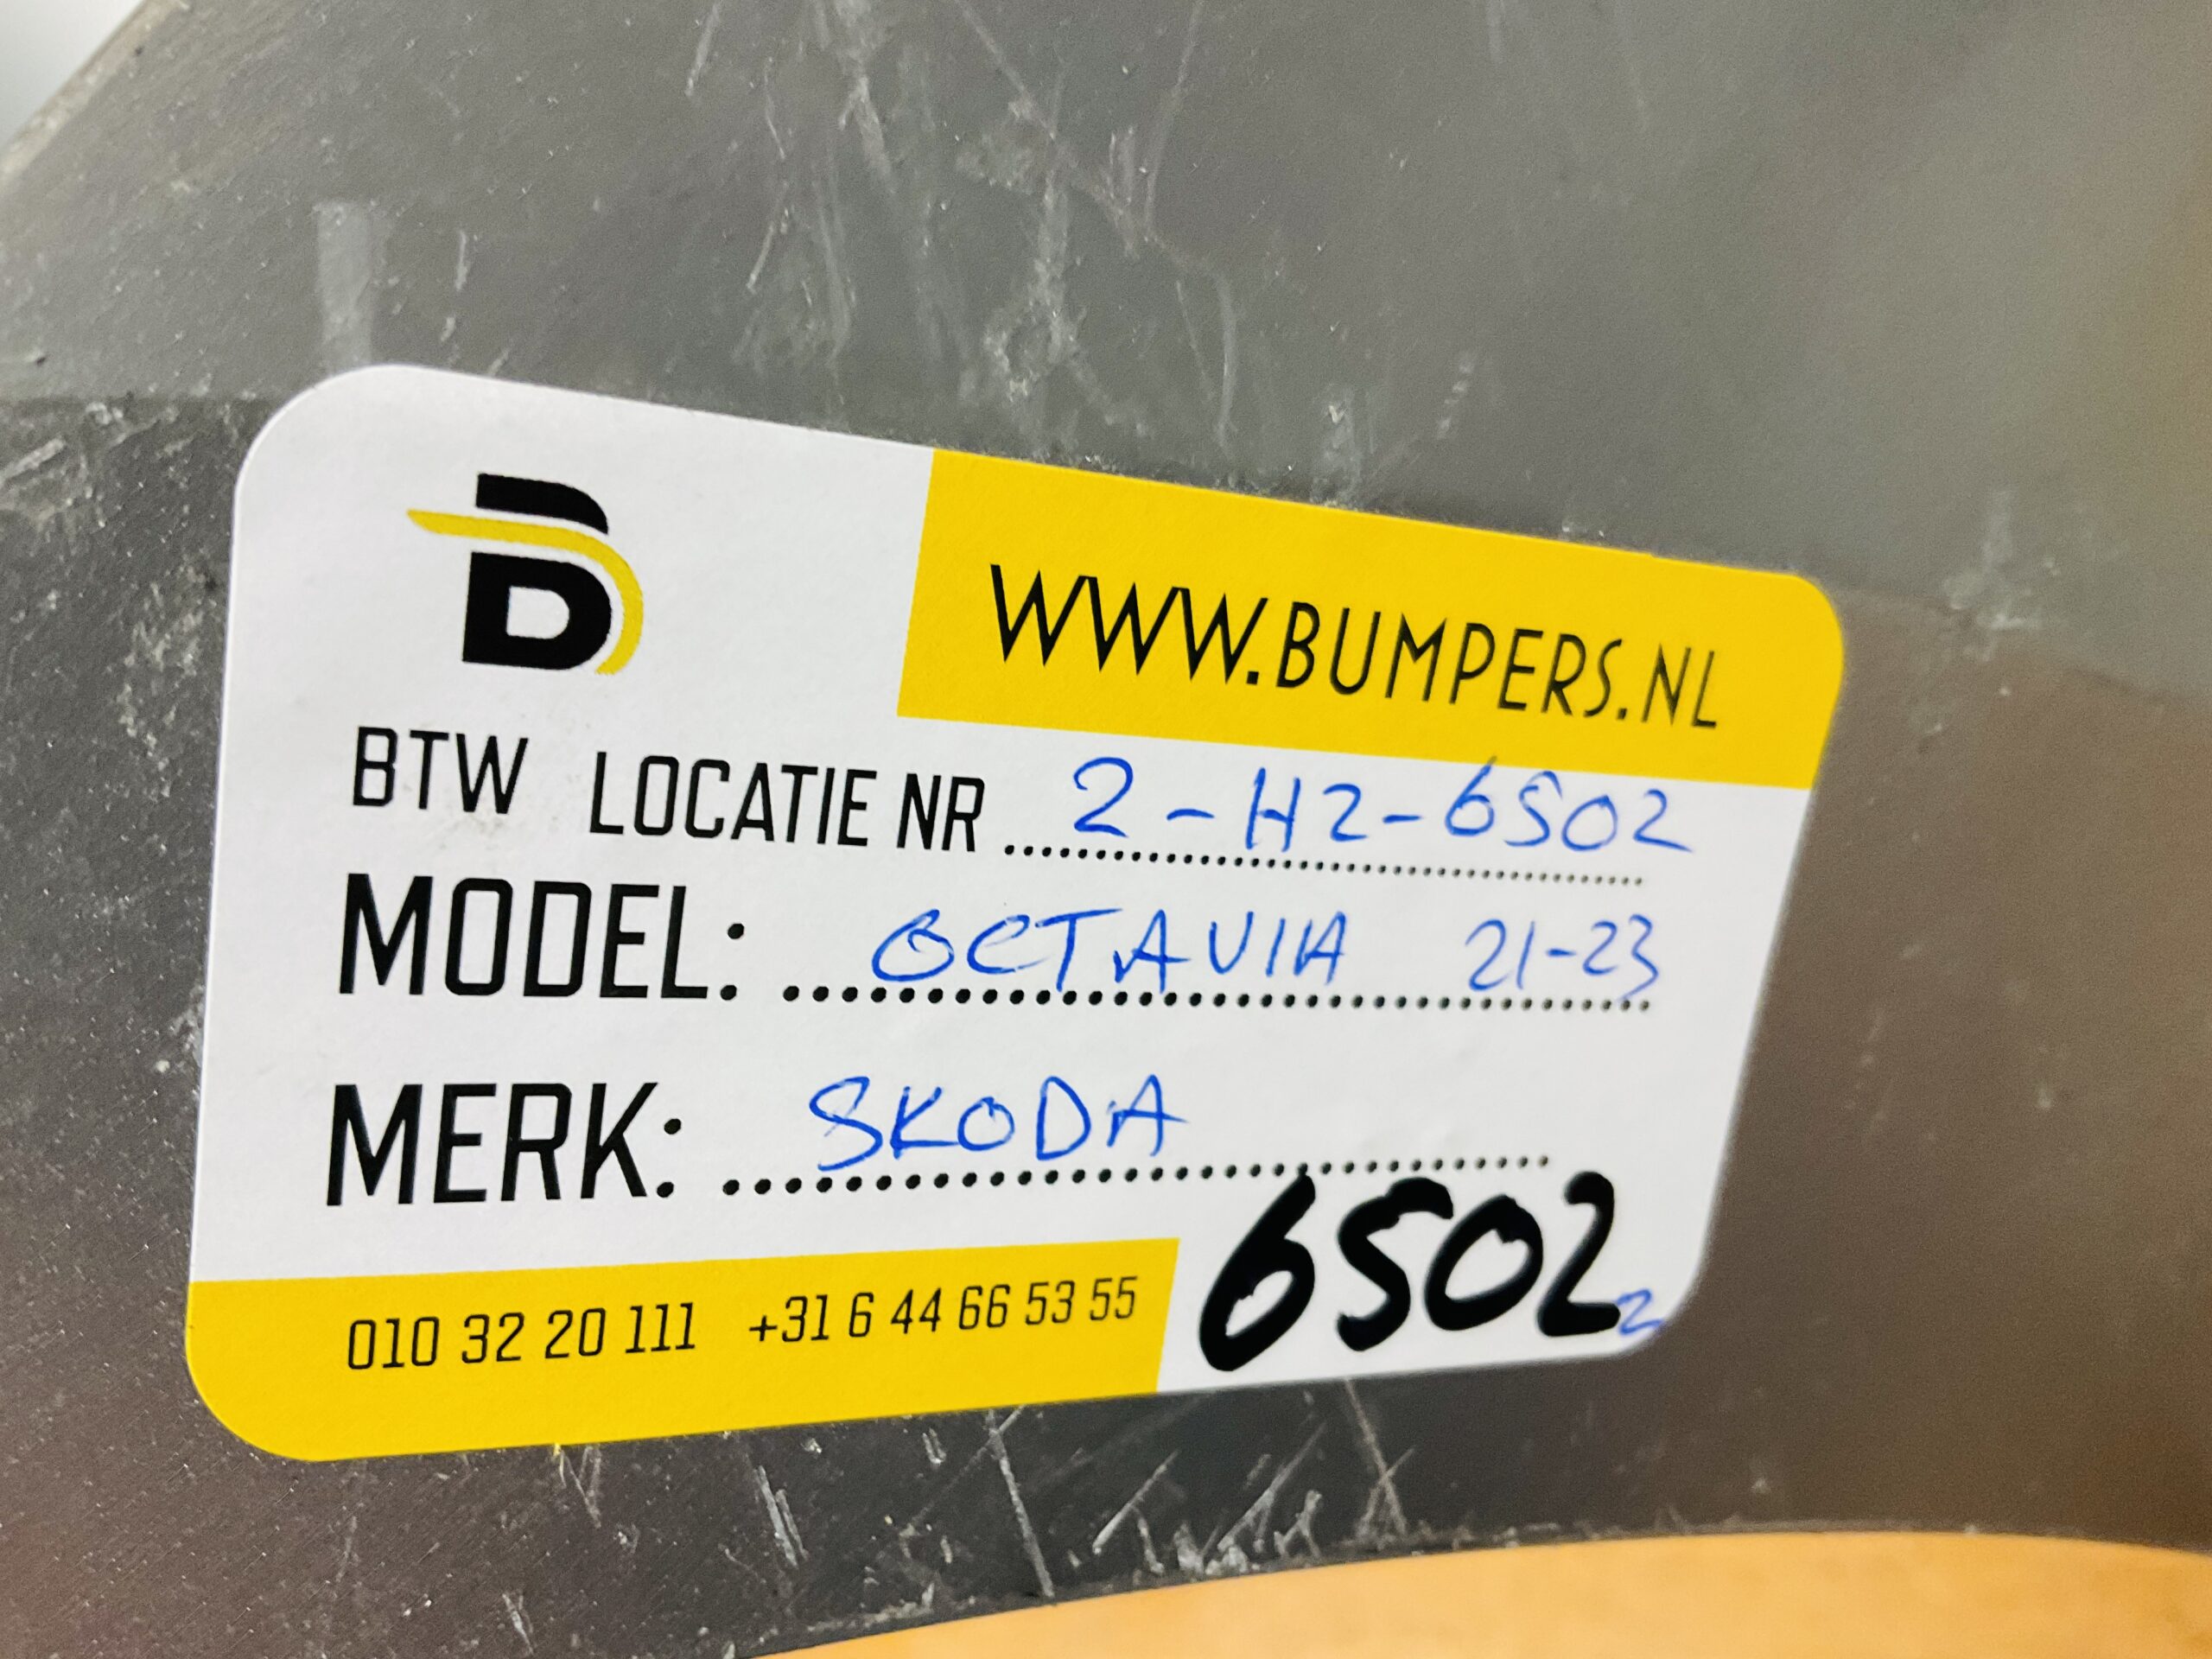 WWW.BUMPERS.NL
BTW LOCATIE NR 2-H2-6502
MODEL: OCTAVIA 21-23
MERK: SKODA
6502
2
010 32 20 111 +31 6 44 66 53 55